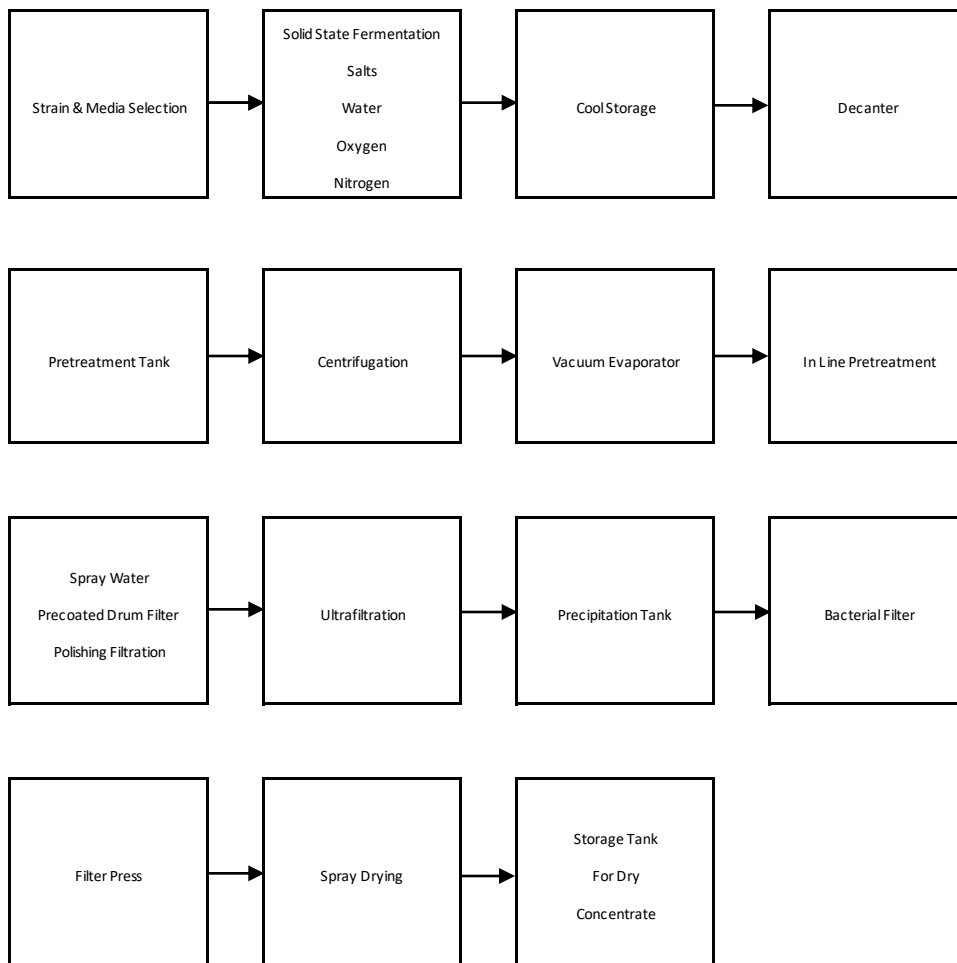 Strain & Media Selection
Solid State Fermentation
Salts
Water
Oxygen
Nitrogen
Cool Storage
Decanter
Pretreatment Tank
Centrifugation
Vacuum Evaporator
In Line Pretreatment
Spray Water
Precoated Drum Filter
Polishing Filtration
Ultrafiltration
Precipitation Tank
Bacterial Filter
Filter Press
Spray Drying
Storage Tank
For Dry
Concentrate